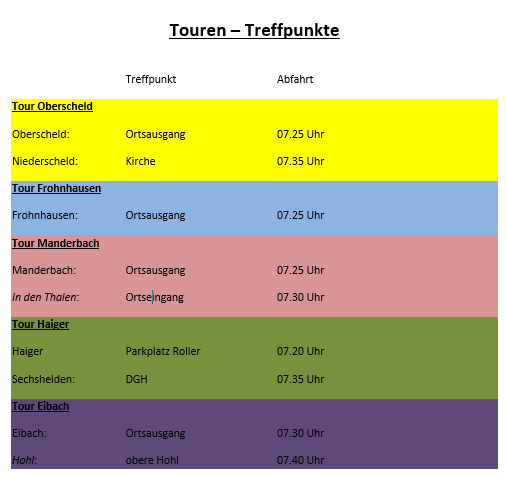 Touren – Treffpunkte
Treffpunkt Abfahrt
Tour Oberscheld
Oberscheld: Ortsausgang 07.25 Uhr
Niederscheld: Kirche 07.35 Uhr
Tour Frohnhausen
Frohnhausen: Ortsausgang 07.25 Uhr
Tour Manderbach
Manderbach: Ortsausgang 07.25 Uhr
In den Thalen: Ortseingang 07.30 Uhr
Tour Haiger
Haiger Parkplatz Roller 07.20 Uhr
Sechshelden: DGH 07.35 Uhr
Tour Eibach
Eibach: Ortsausgang 07.30 Uhr
Hohl: obere Hohl 07.40 Uhr